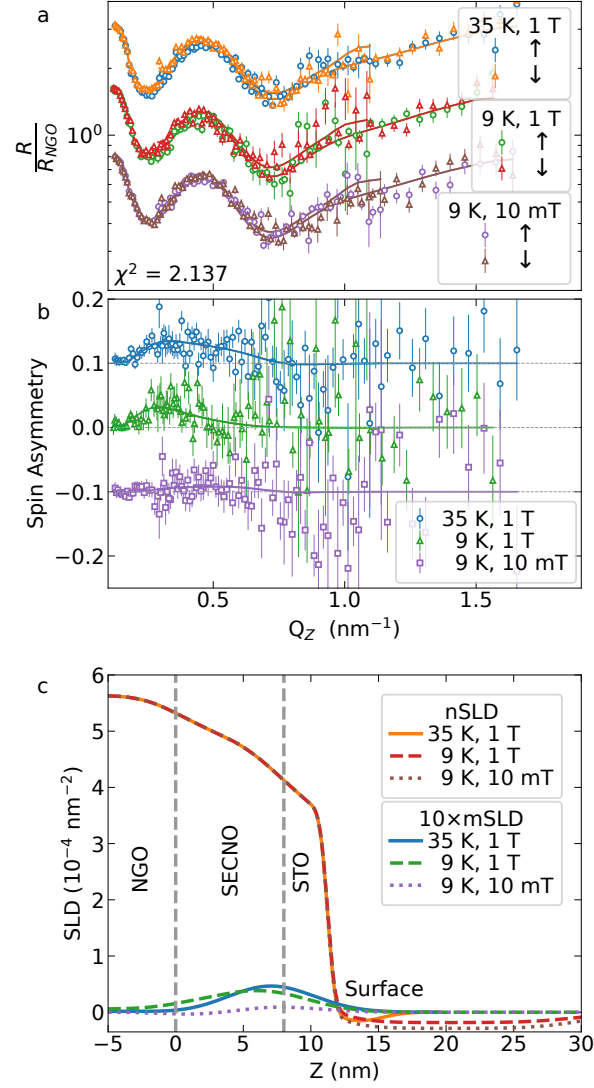 a
R
R_NGO
10⁰
35 K, 1 T
↑
↓
9 K, 1 T
↑
↓
9 K, 10 mT
↑
↓
χ² = 2.137
b
Spin Asymmetry
0.2
0.1
0.0
−0.1
−0.2
35 K, 1 T
9 K, 1 T
9 K, 10 mT
0.5
1.0
1.5
Q_Z (nm⁻¹)
c
SLD (10⁻⁴ nm⁻²)
6
5
4
3
2
1
0
nSLD
35 K, 1 T
9 K, 1 T
9 K, 10 mT
10×mSLD
35 K, 1 T
9 K, 1 T
9 K, 10 mT
NGO
SECNO
STO
Surface
−5
0
5
10
15
20
25
30
Z (nm)